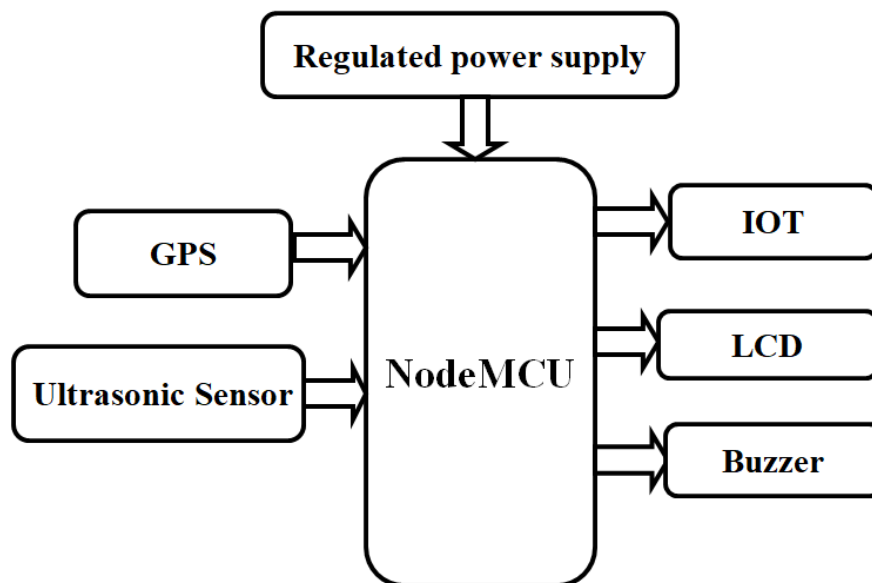 Regulated power supply
GPS
IOT
Ultrasonic Sensor
NodeMCU
LCD
Buzzer